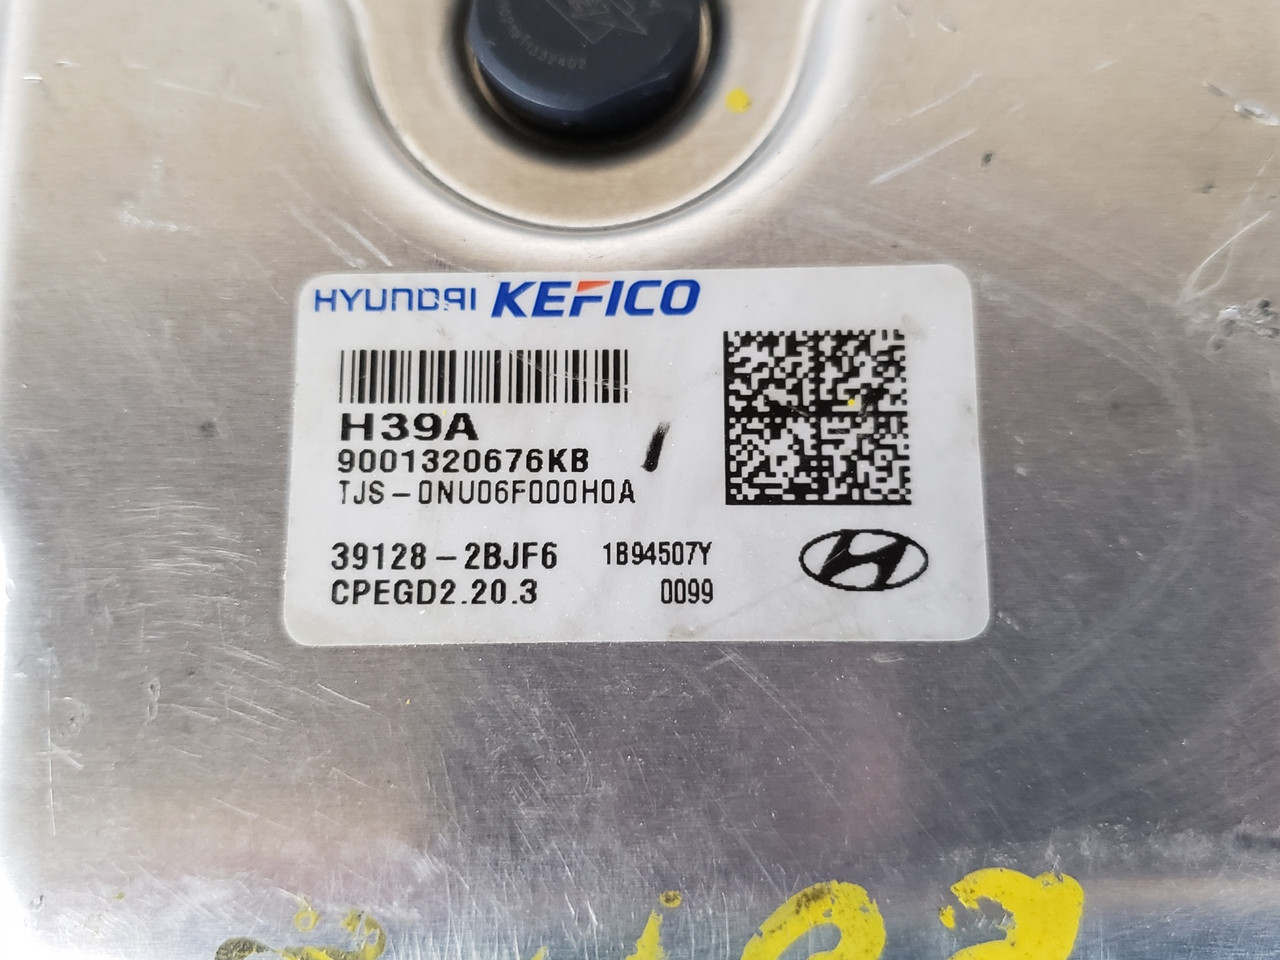 HYUNDAI KEFICO
H39A
9001320676KB
TJS-0NU06F000H0A
39128-2BJF6 1B94507Y
CPEGD2.20.3 0099